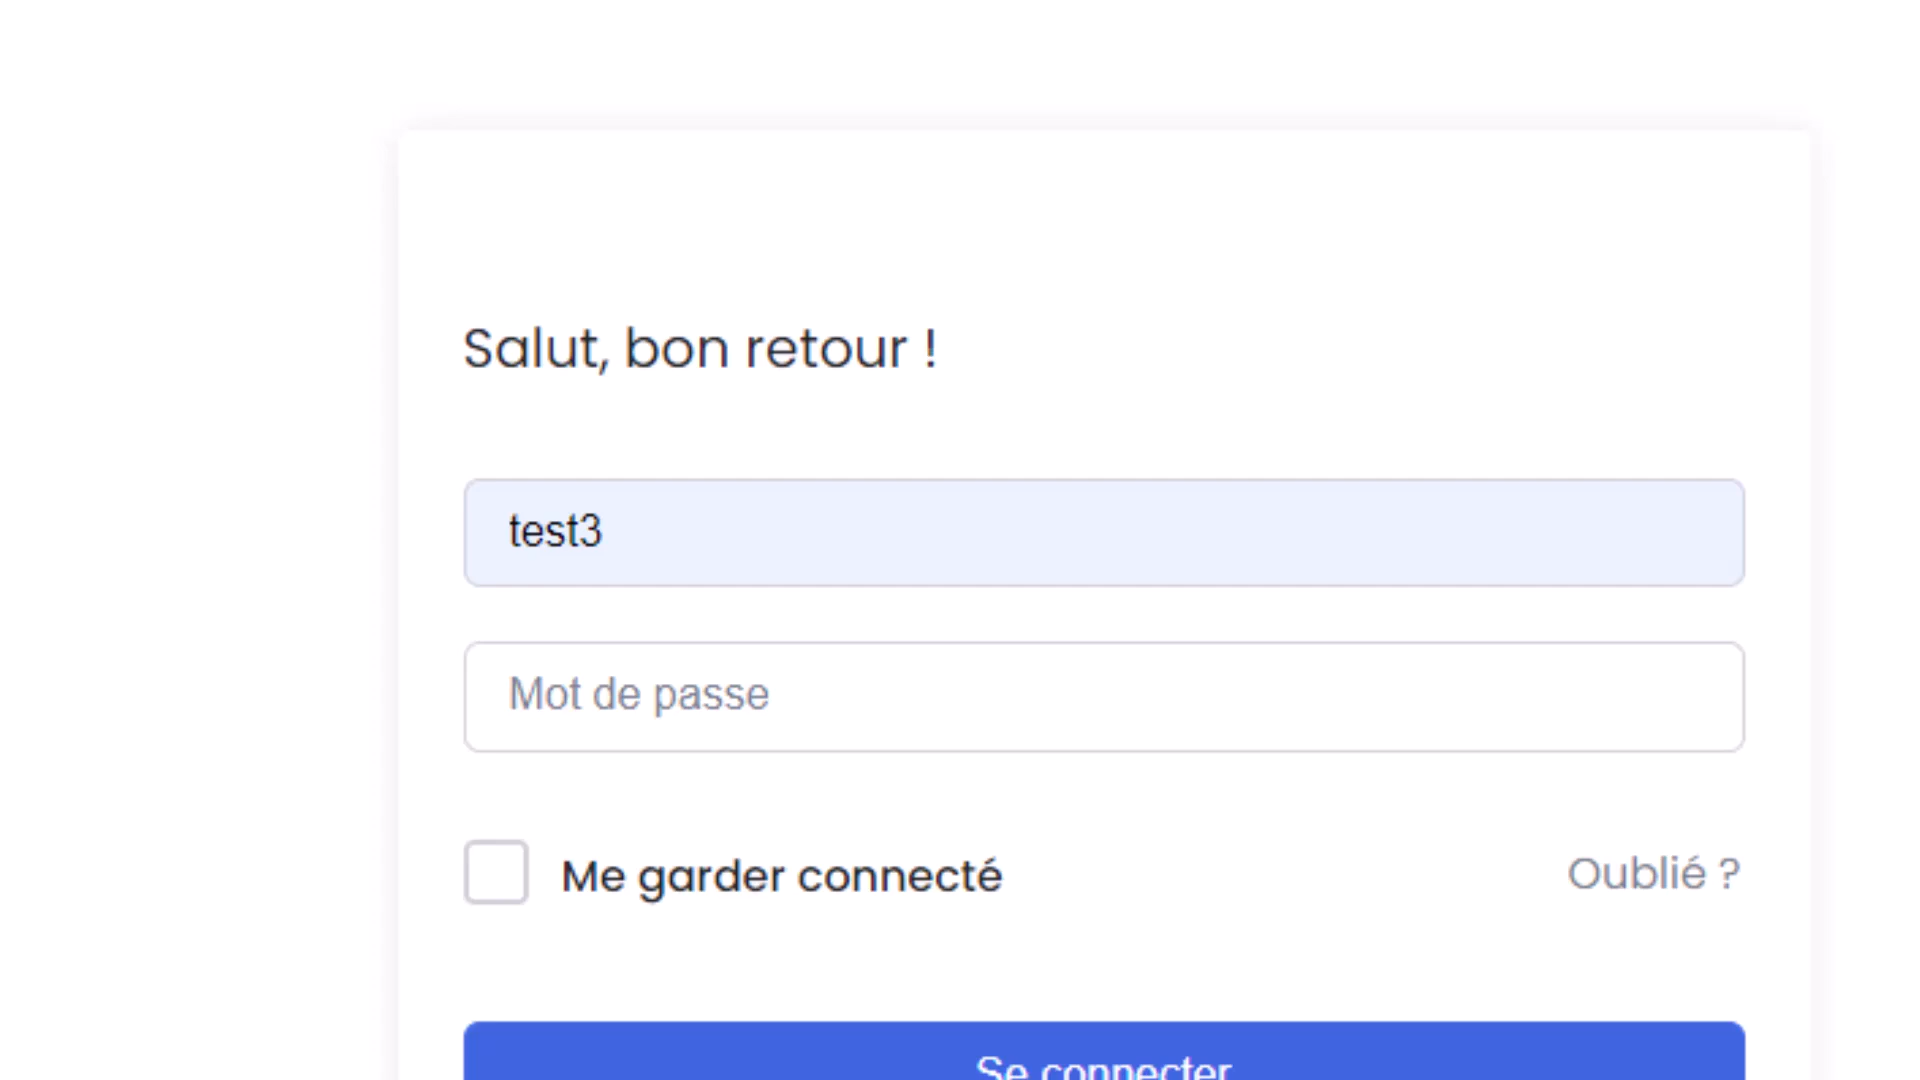 Salut, bon retour !
test3
Mot de passe
Me garder connecté
Oublié ?
Se connecter